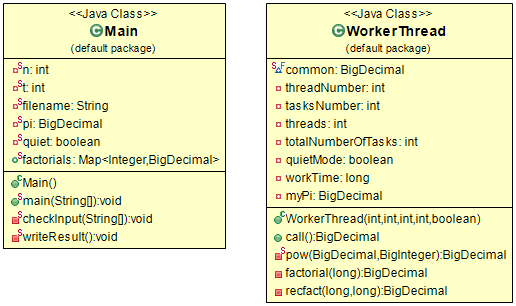 <<Java Class>>
Main
(default package)
n: int
t: int
filename: String
pi: BigDecimal
quiet: boolean
factorials: Map<Integer,BigDecimal>
Main()
main(String[]):void
checkInput(String[]):void
writeResult():void
<<Java Class>>
WorkerThread
(default package)
common: BigDecimal
threadNumber: int
tasksNumber: int
threads: int
totalNumberOfTasks: int
quietMode: boolean
workTime: long
myPi: BigDecimal
WorkerThread(int,int,int,int,boolean)
call():BigDecimal
pow(BigDecimal,BigInteger):BigDecimal
factorial(long):BigDecimal
recfact(long,long):BigDecimal